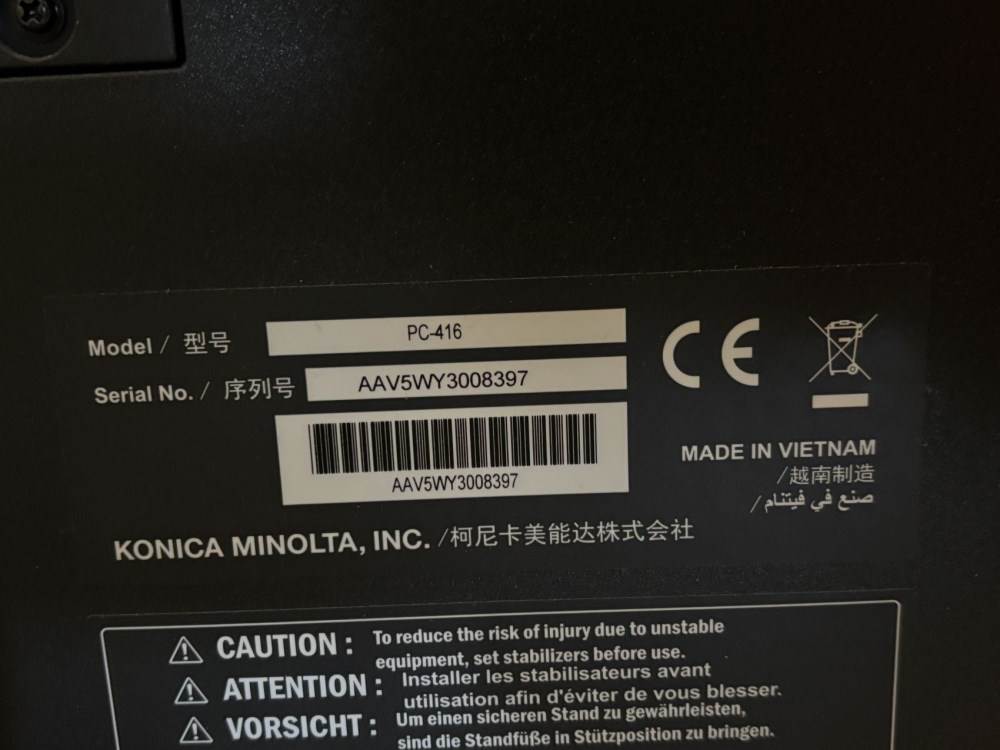 Model / 型号 PC-416
Serial No. / 序列号 AAV5WY3008397
AAV5WY3008397
MADE IN VIETNAM
/越南制造
صنع في فيتنام/
KONICA MINOLTA, INC. /柯尼卡美能达株式会社
CAUTION : To reduce the risk of injury due to unstable
equipment, set stabilizers before use.
ATTENTION : Installer les stabilisateurs avant
utilisation afin d'éviter de vous blesser.
VORSICHT : Um einen sicheren Stand zu gewährleisten,
sind die Standfüße in Stützposition zu bringen.